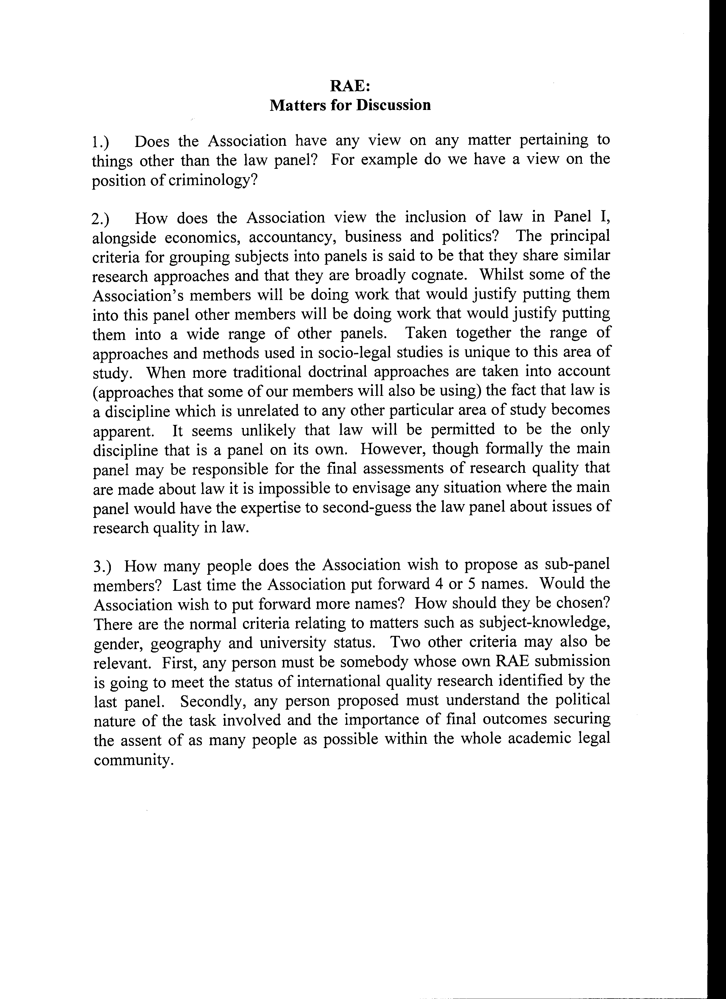 RAE:
Matters for Discussion
1.) Does the Association have any view on any matter pertaining to
things other than the law panel? For example do we have a view on the
position of criminology?
2.) How does the Association view the inclusion of law in Panel I,
alongside economics, accountancy, business and politics? The principal
criteria for grouping subjects into panels is said to be that they share similar
research approaches and that they are broadly cognate. Whilst some of the
Association's members will be doing work that would justify putting them
into this panel other members will be doing work that would justify putting
them into a wide range of other panels. Taken together the range of
approaches and methods used in socio-legal studies is unique to this area of
study. When more traditional doctrinal approaches are taken into account
(approaches that some of our members will also be using) the fact that law is
a discipline which is unrelated to any other particular area of study becomes
apparent. It seems unlikely that law will be permitted to be the only
discipline that is a panel on its own. However, though formally the main
panel may be responsible for the final assessments of research quality that
are made about law it is impossible to envisage any situation where the main
panel would have the expertise to second-guess the law panel about issues of
research quality in law.
3.) How many people does the Association wish to propose as sub-panel
members? Last time the Association put forward 4 or 5 names. Would the
Association wish to put forward more names? How should they be chosen?
There are the normal criteria relating to matters such as subject-knowledge,
gender, geography and university status. Two other criteria may also be
relevant. First, any person must be somebody whose own RAE submission
is going to meet the status of international quality research identified by the
last panel. Secondly, any person proposed must understand the political
nature of the task involved and the importance of final outcomes securing
the assent of as many people as possible within the whole academic legal
community.